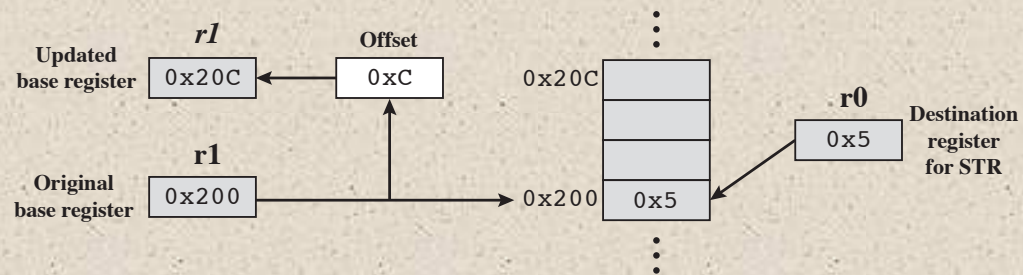 r1
Offset
Updated
base register
0x20C
0xC
0x20C
r0
0x5
Destination
register
for STR
r1
Original
base register
0x200
0x200
0x5